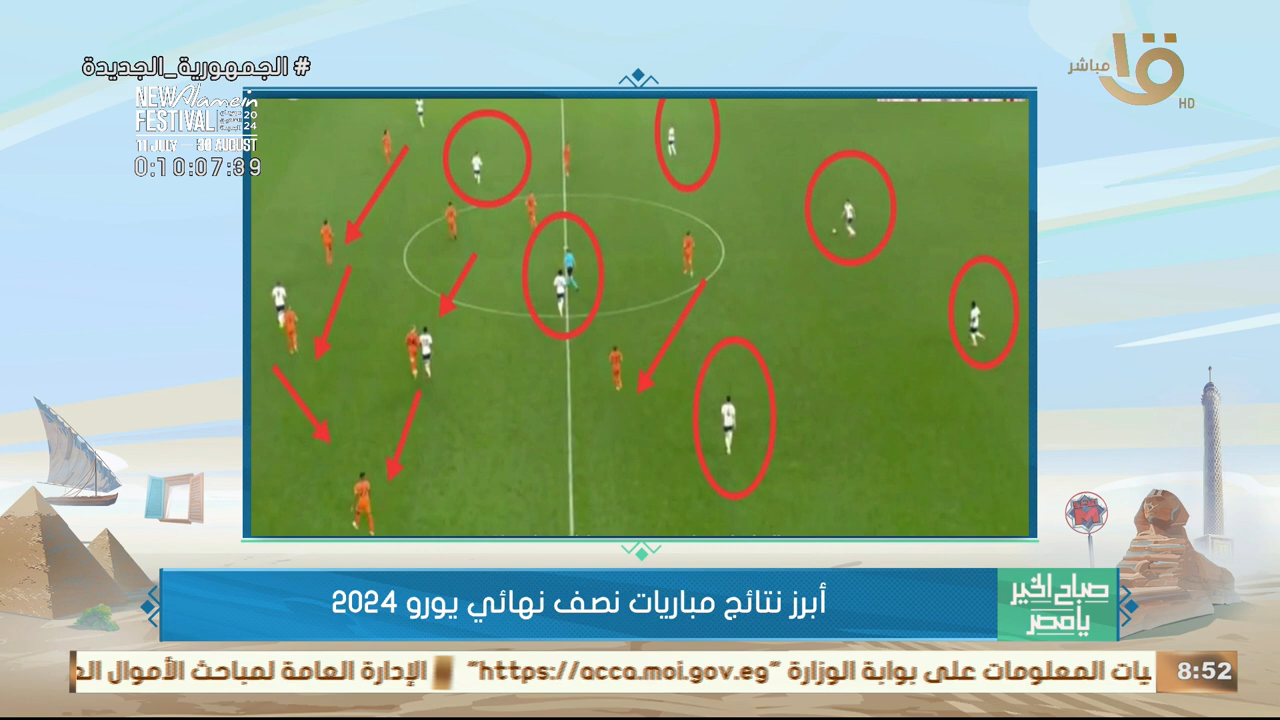 # الجمهورية_الجديدة
NEW Alamein
FESTIVAL
2024
11 JULY — 30 AUGUST
0:10:07:39
مباشر
HD
M
صباح الخير
يا مصر
أبرز نتائج مباريات نصف نهائي يورو 2024
8:52
يات المعلومات على بوابة الوزارة "https://acca.moi.gov.eg" الإدارة العامة لمباحث الأموال